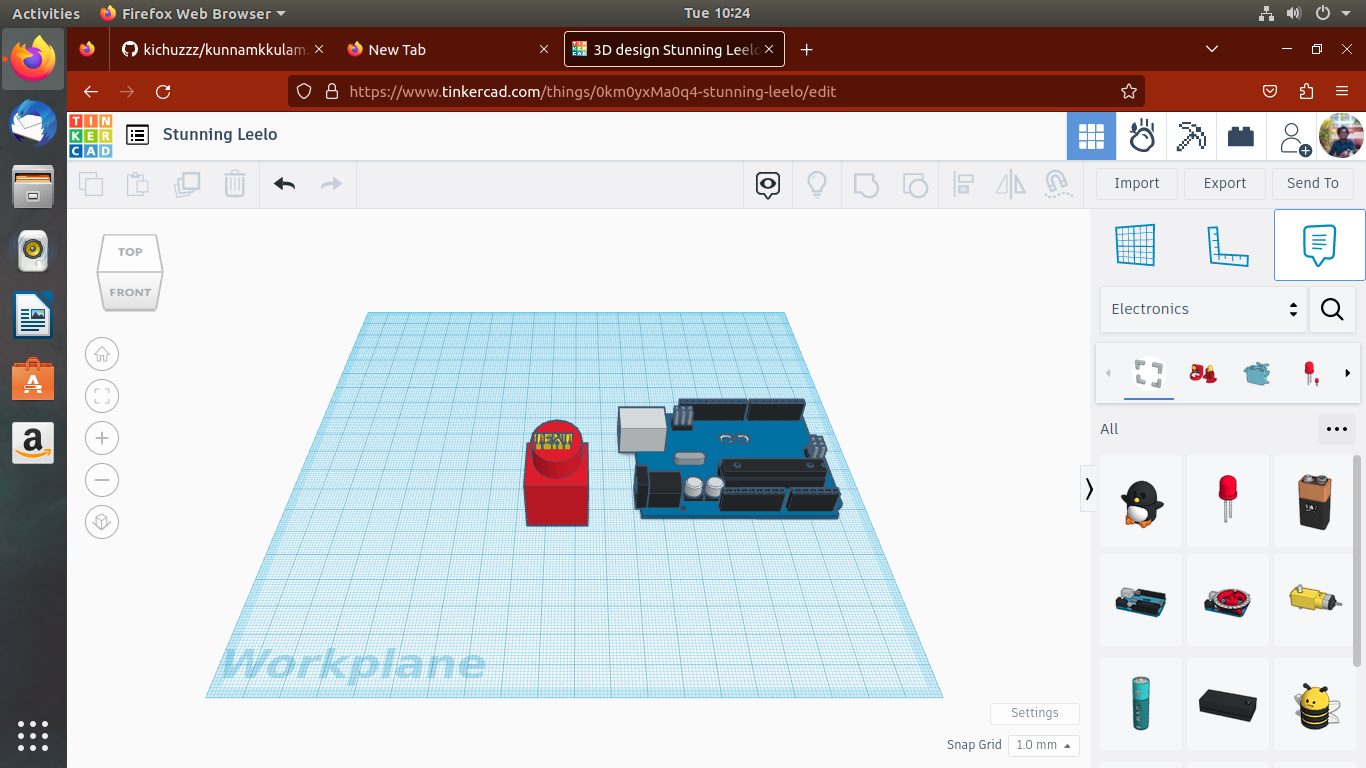 Activities
Firefox Web Browser
Tue 10:24
kichuzzz/kunnamkkulam
New Tab
3D design Stunning Leelo
https://www.tinkercad.com/things/0km0yxMa0q4-stunning-leelo/edit
TIN
KER
CAD
Stunning Leelo
Import
Export
Send To
TOP
FRONT
Electronics
All
Workplane
Settings
Snap Grid
1.0 mm